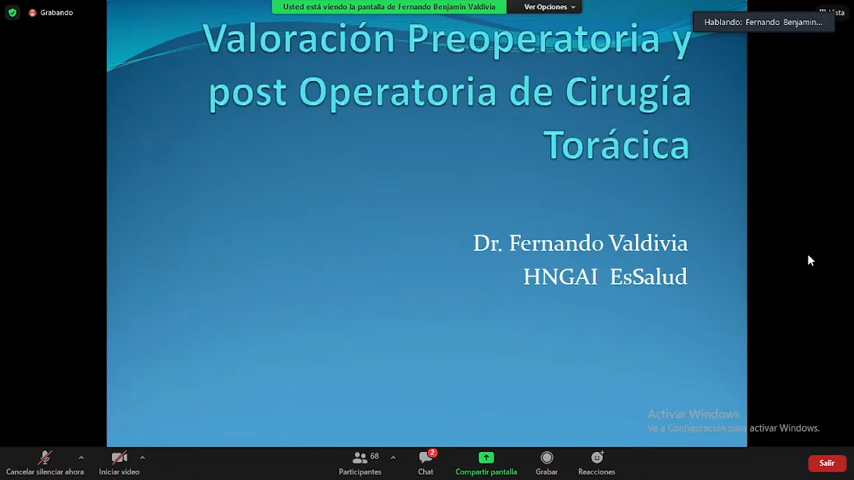 Grabando
Usted está viendo la pantalla de Fernando Benjamin Valdivia
Ver Opciones
Vista
Hablando: Fernando Benjamin...
Valoración Preoperatoria y
post Operatoria de Cirugía
Torácica
Dr. Fernando Valdivia
HNGAI EsSalud
Activar Windows
Ve a Configuración para activar Windows.
Cancelar silenciar ahora
Iniciar video
68
Participantes
2
Chat
Compartir pantalla
Grabar
Reacciones
Salir